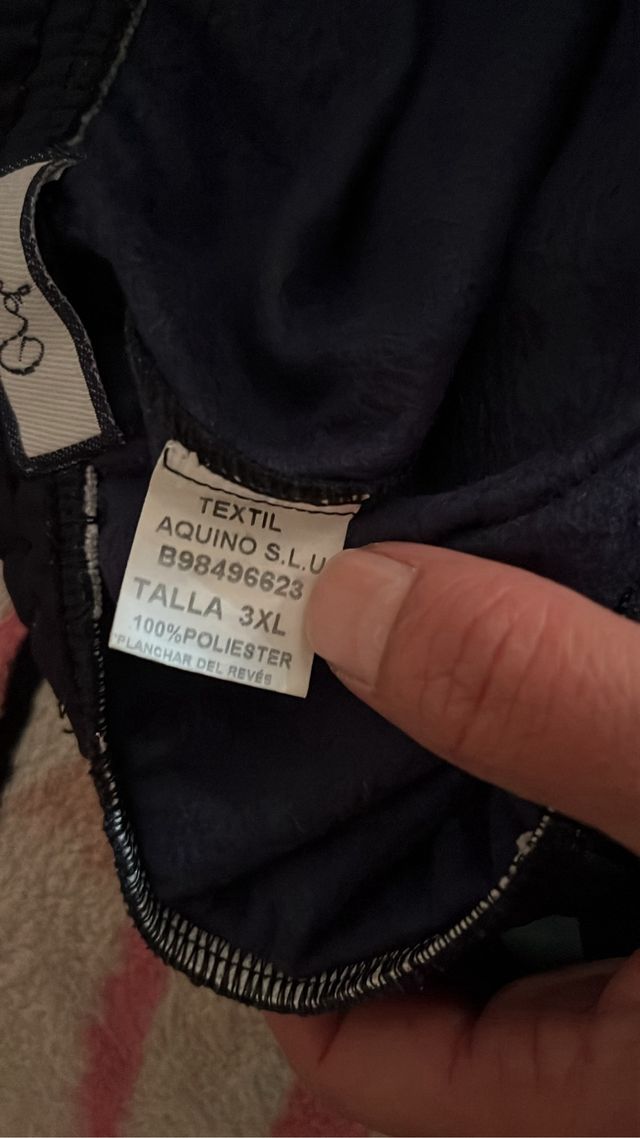 TEXTIL
AQUINO S.L.U
B98496623
TALLA 3XL
100%POLIESTER
PLANCHAR DEL REVÉS